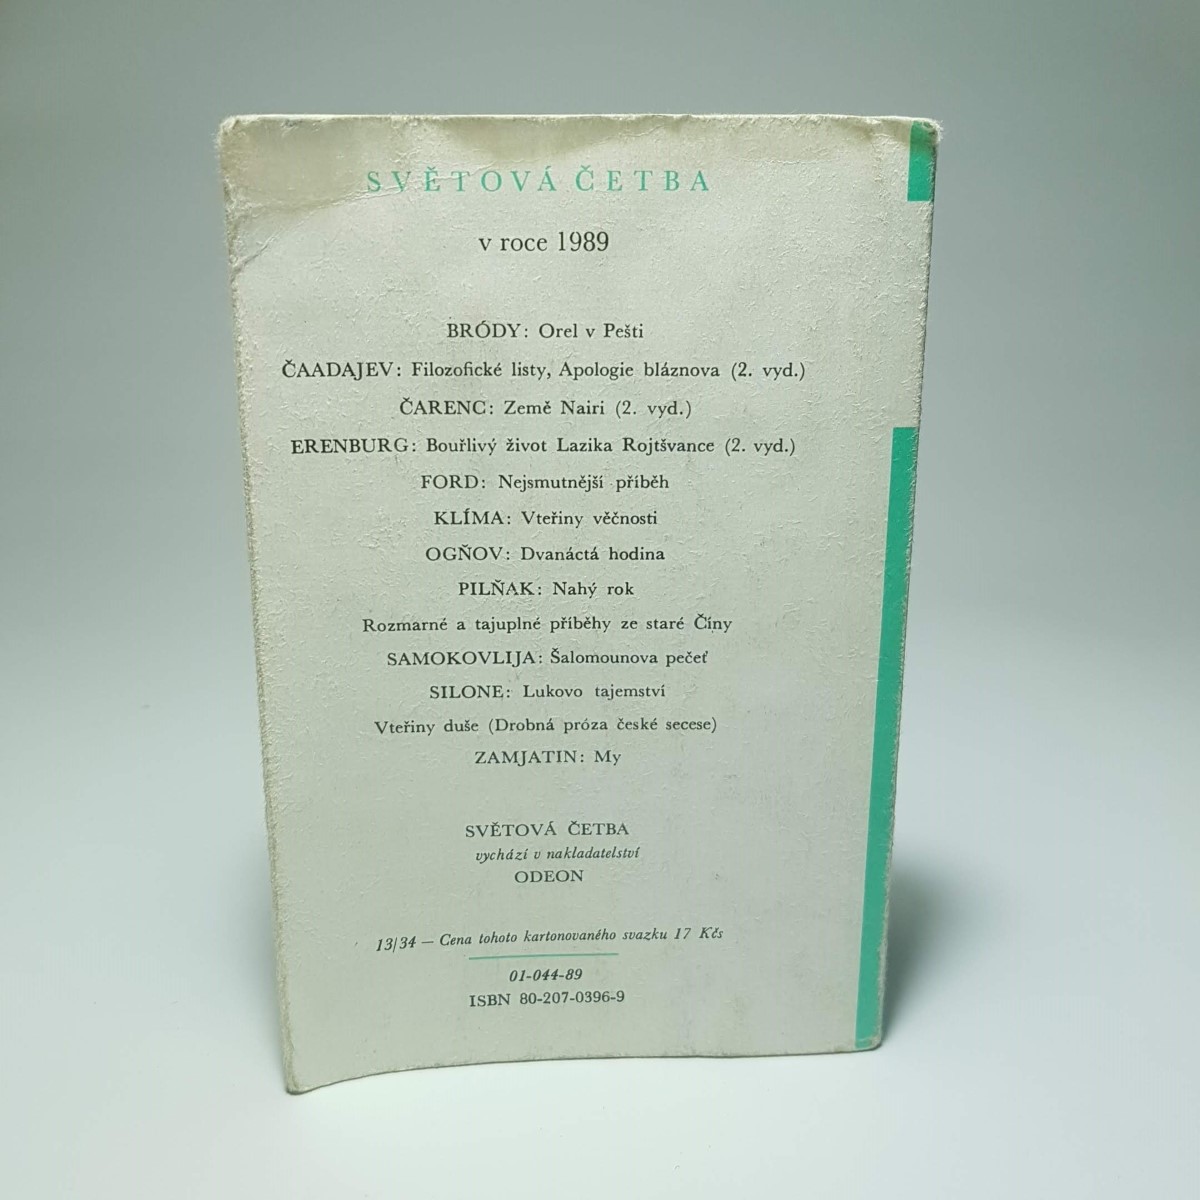 SVĚTOVÁ ČETBA
v roce 1989
BRÓDY: Orel v Pešti
ČAADAJEV: Filozofické listy, Apologie bláznova (2. vyd.)
ČARENC: Země Nairi (2. vyd.)
ERENBURG: Bouřlivý život Lazika Rojtšvance (2. vyd.)
FORD: Nejsmutnější příběh
KLÍMA: Vteřiny věčnosti
OGŇOV: Dvanáctá hodina
PILŇAK: Nahý rok
Rozmarné a tajuplné příběhy ze staré Číny
SAMOKOVLIJA: Šalomounova pečeť
SILONE: Lukovo tajemství
Vteřiny duše (Drobná próza české secese)
ZAMJATIN: My
SVĚTOVÁ ČETBA
vychází v nakladatelství
ODEON
13/34 — Cena tohoto kartonovaného svazku 17 Kčs
01-044-89
ISBN 80-207-0396-9